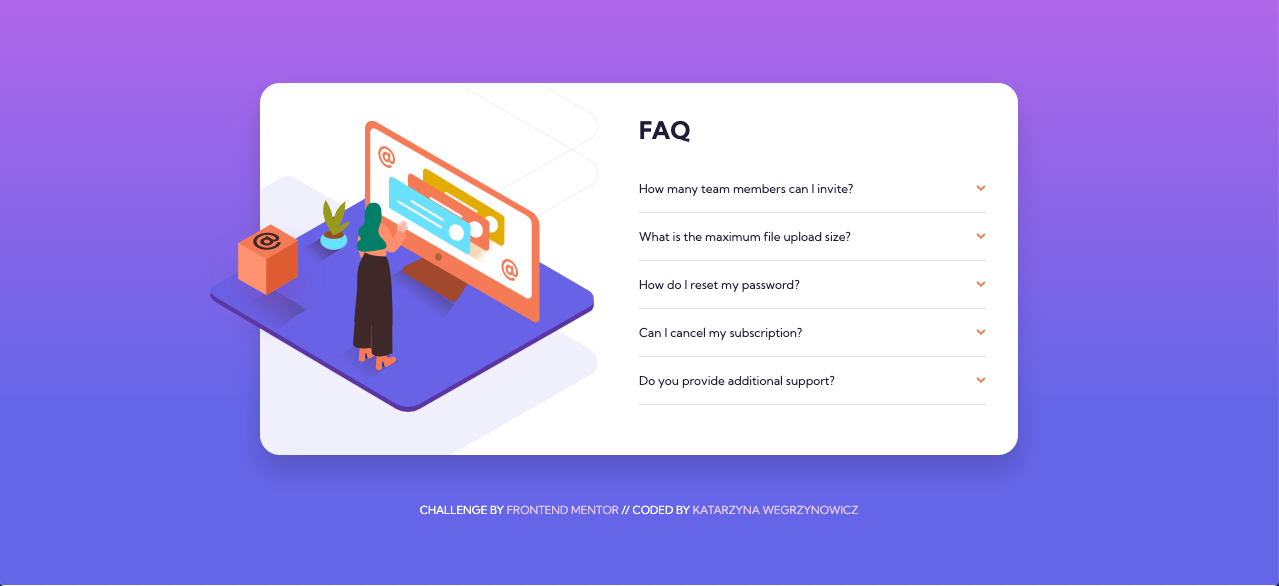 FAQ
How many team members can I invite?
What is the maximum file upload size?
How do I reset my password?
Can I cancel my subscription?
Do you provide additional support?
@
@
@
CHALLENGE BY FRONTEND MENTOR // CODED BY KATARZYNA WEGRZYNOWICZ